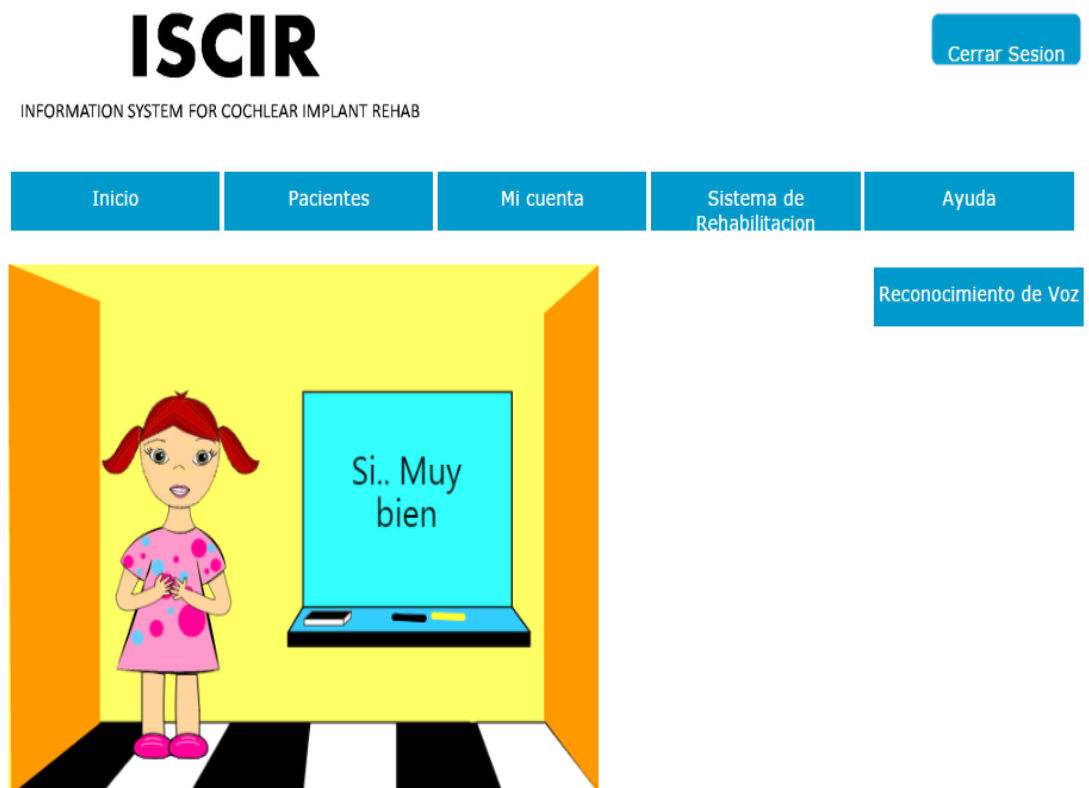 ISCIR
INFORMATION SYSTEM FOR COCHLEAR IMPLANT REHAB
Cerrar Sesion
Inicio
Pacientes
Mi cuenta
Sistema de
Rehabilitacion
Ayuda
Reconocimiento de Voz
Si.. Muy
bien